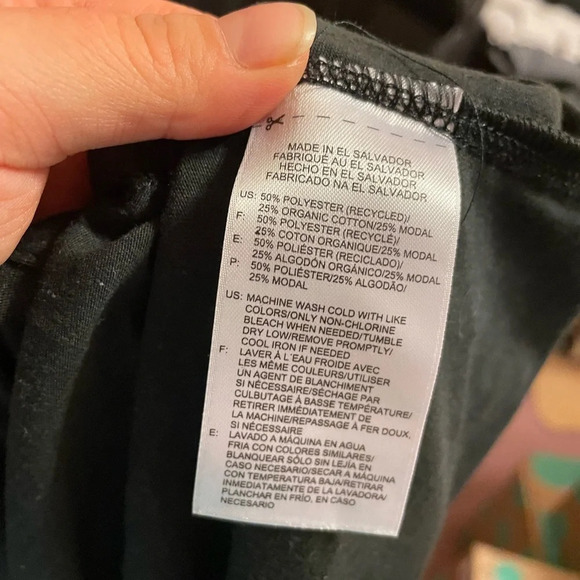 MADE IN EL SALVADOR
FABRIQUÉ AU EL SALVADOR
HECHO EN EL SALVADOR
FABRICADO NA EL SALVADOR
US: 50% POLYESTER (RECYCLED)/
25% ORGANIC COTTON/25% MODAL
F: 50% POLYESTER (RECYCLÉ)/
25% COTON ORGANIQUE/25% MODAL
E: 50% POLIÉSTER (RECICLADO)/
25% ALGODÓN ORGÁNICO/25% MODAL
P: 50% POLIÉSTER/25% ALGODÃO/
25% MODAL
US: MACHINE WASH COLD WITH LIKE
COLORS/ONLY NON-CHLORINE
BLEACH WHEN NEEDED/TUMBLE
DRY LOW/REMOVE PROMPTLY/
COOL IRON IF NEEDED
F: LAVER À L'EAU FROIDE AVEC
LES MÊME COULEURS/UTILISER
UN AGENT DE BLANCHIMENT
SI NÉCESSAIRE/SÉCHAGE PAR
CULBUTAGE À BASSE TEMPÉRATURE/
RETIRER IMMÉDIATEMENT DE
LA MACHINE/REPASSAGE À FER DOUX,
SI NÉCESSAIRE
E: LAVADO A MÁQUINA EN AGUA
FRIA CON COLORES SIMILARES/
BLANQUEAR SÓLO SIN LEJÍA EN
CASO NECESARIO/SECAR A MÁQUINA
CON TEMPERATURA BAJA/RETIRAR
INMEDIATAMENTE DE LA LAVADORA/
PLANCHAR EN FRÍO, EN CASO
NECESARIO